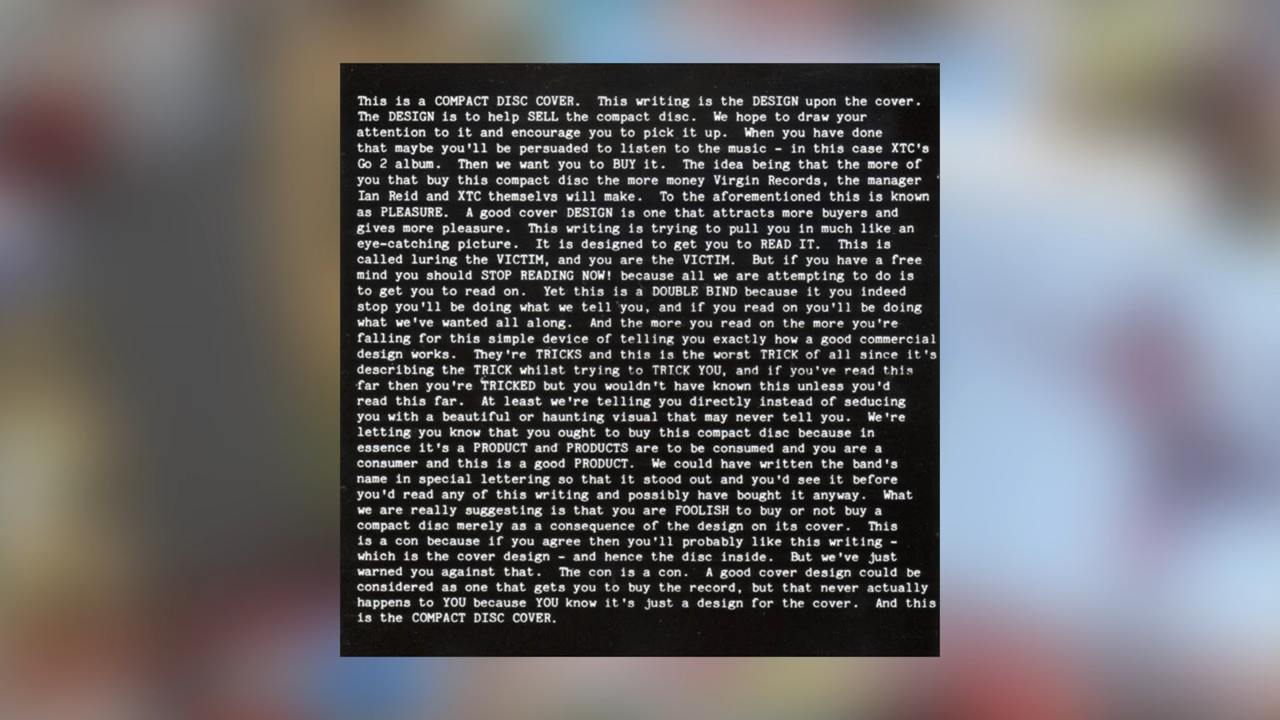 This is a COMPACT DISC COVER.  This writing is the DESIGN upon the cover.
The DESIGN is to help SELL the compact disc.  We hope to draw your
attention to it and encourage you to pick it up.  When you have done
that maybe you'll be persuaded to listen to the music - in this case XTC's
Go 2 album.  Then we want you to BUY it.  The idea being that the more of
you that buy this compact disc the more money Virgin Records, the manager
Ian Reid and XTC themselvs will make.  To the aforementioned this is known
as PLEASURE.  A good cover DESIGN is one that attracts more buyers and
gives more pleasure.  This writing is trying to pull you in much like an
eye-catching picture.  It is designed to get you to READ IT.  This is
called luring the VICTIM, and you are the VICTIM.  But if you have a free
mind you should STOP READING NOW! because all we are attempting to do is
to get you to read on.  Yet this is a DOUBLE BIND because it you indeed
stop you'll be doing what we tell you, and if you read on you'll be doing
what we've wanted all along.  And the more you read on the more you're
falling for this simple device of telling you exactly how a good commercial
design works.  They're TRICKS and this is the worst TRICK of all since it's
describing the TRICK whilst trying to TRICK YOU, and if you've read this
far then you're TRICKED but you wouldn't have known this unless you'd
read this far.  At least we're telling you directly instead of seducing
you with a beautiful or haunting visual that may never tell you.  We're
letting you know that you ought to buy this compact disc because in
essence it's a PRODUCT and PRODUCTS are to be consumed and you are a
consumer and this is a good PRODUCT.  We could have written the band's
name in special lettering so that it stood out and you'd see it before
you'd read any of this writing and possibly have bought it anyway.  What
we are really suggesting is that you are FOOLISH to buy or not buy a
compact disc merely as a consequence of the design on its cover.  This
is a con because if you agree then you'll probably like this writing -
which is the cover design - and hence the disc inside.  But we've just
warned you against that.  The con is a con.  A good cover design could be
considered as one that gets you to buy the record, but that never actually
happens to YOU because YOU know it's just a design for the cover.  And this
is the COMPACT DISC COVER.